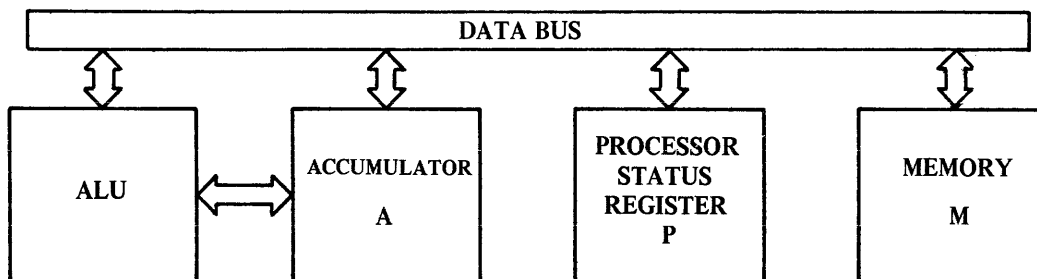 DATA BUS
ALU
ACCUMULATOR
A
PROCESSOR
STATUS
REGISTER
P
MEMORY
M